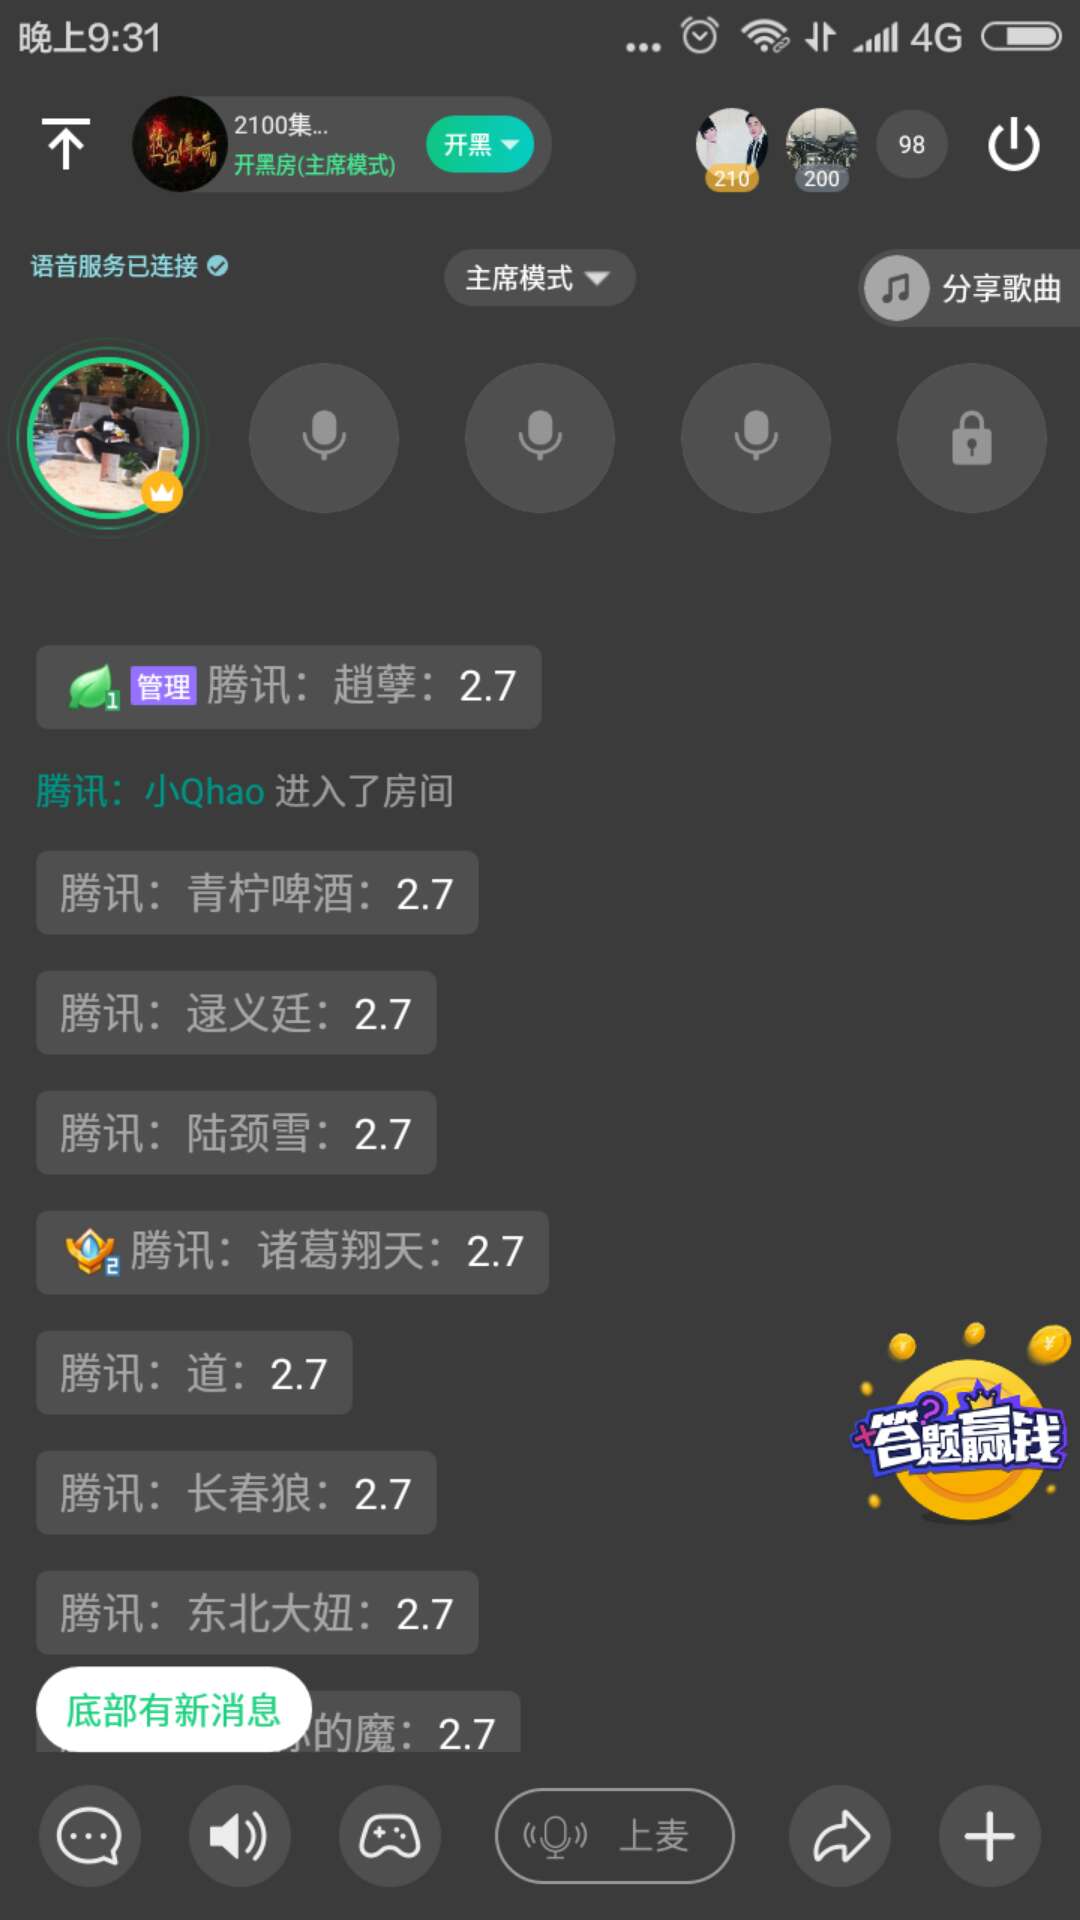 晚上9:31
4G
热血传奇
2100集...
开黑房(主席模式)
开黑
210
200
98
语音服务已连接
主席模式
分享歌曲
1 管理 腾讯：趙孽：2.7
腾讯：小Qhao 进入了房间
腾讯：青柠啤酒：2.7
腾讯：逯义廷：2.7
腾讯：陆颈雪：2.7
2 腾讯：诸葛翔天：2.7
腾讯：道：2.7
答题赢钱
腾讯：长春狼：2.7
腾讯：东北大妞：2.7
底部有新消息
的魔：2.7
上麦